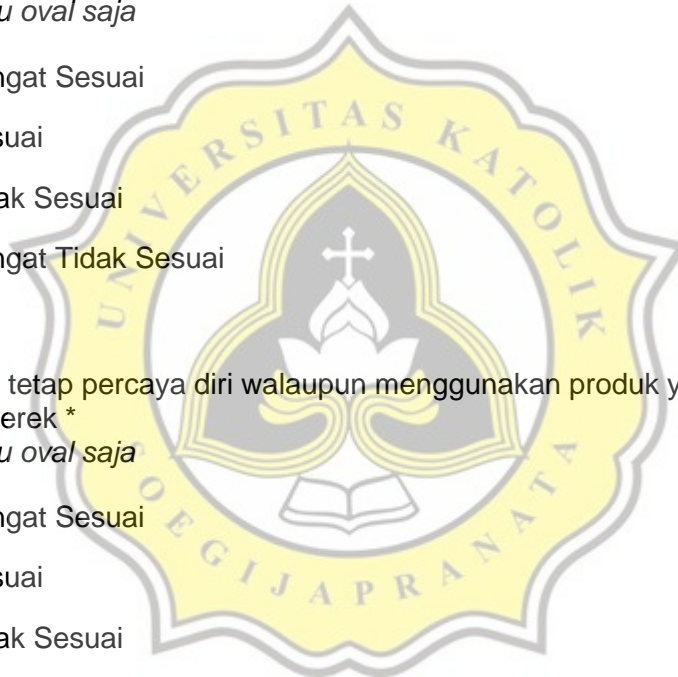 u oval saja
ngat Sesuai
suai
ak Sesuai
ngat Tidak Sesuai
tetap percaya diri walaupun menggunakan produk y
erek *
u oval saja
ngat Sesuai
suai
ak Sesuai
UNIVERSITAS KATOLIK
SOEGIJAPRANATA